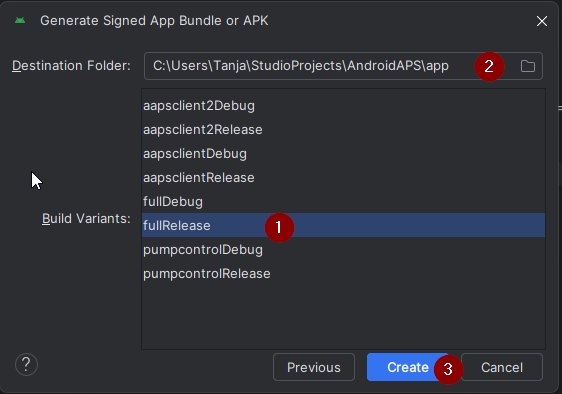 Generate Signed App Bundle or APK
Destination Folder: C:\Users\Tanja\StudioProjects\AndroidAPS\app 2
aapsclient2Debug
aapsclient2Release
aapsclientDebug
aapsclientRelease
fullDebug
Build Variants: fullRelease 1
pumpcontrolDebug
pumpcontrolRelease
? Previous Create 3 Cancel